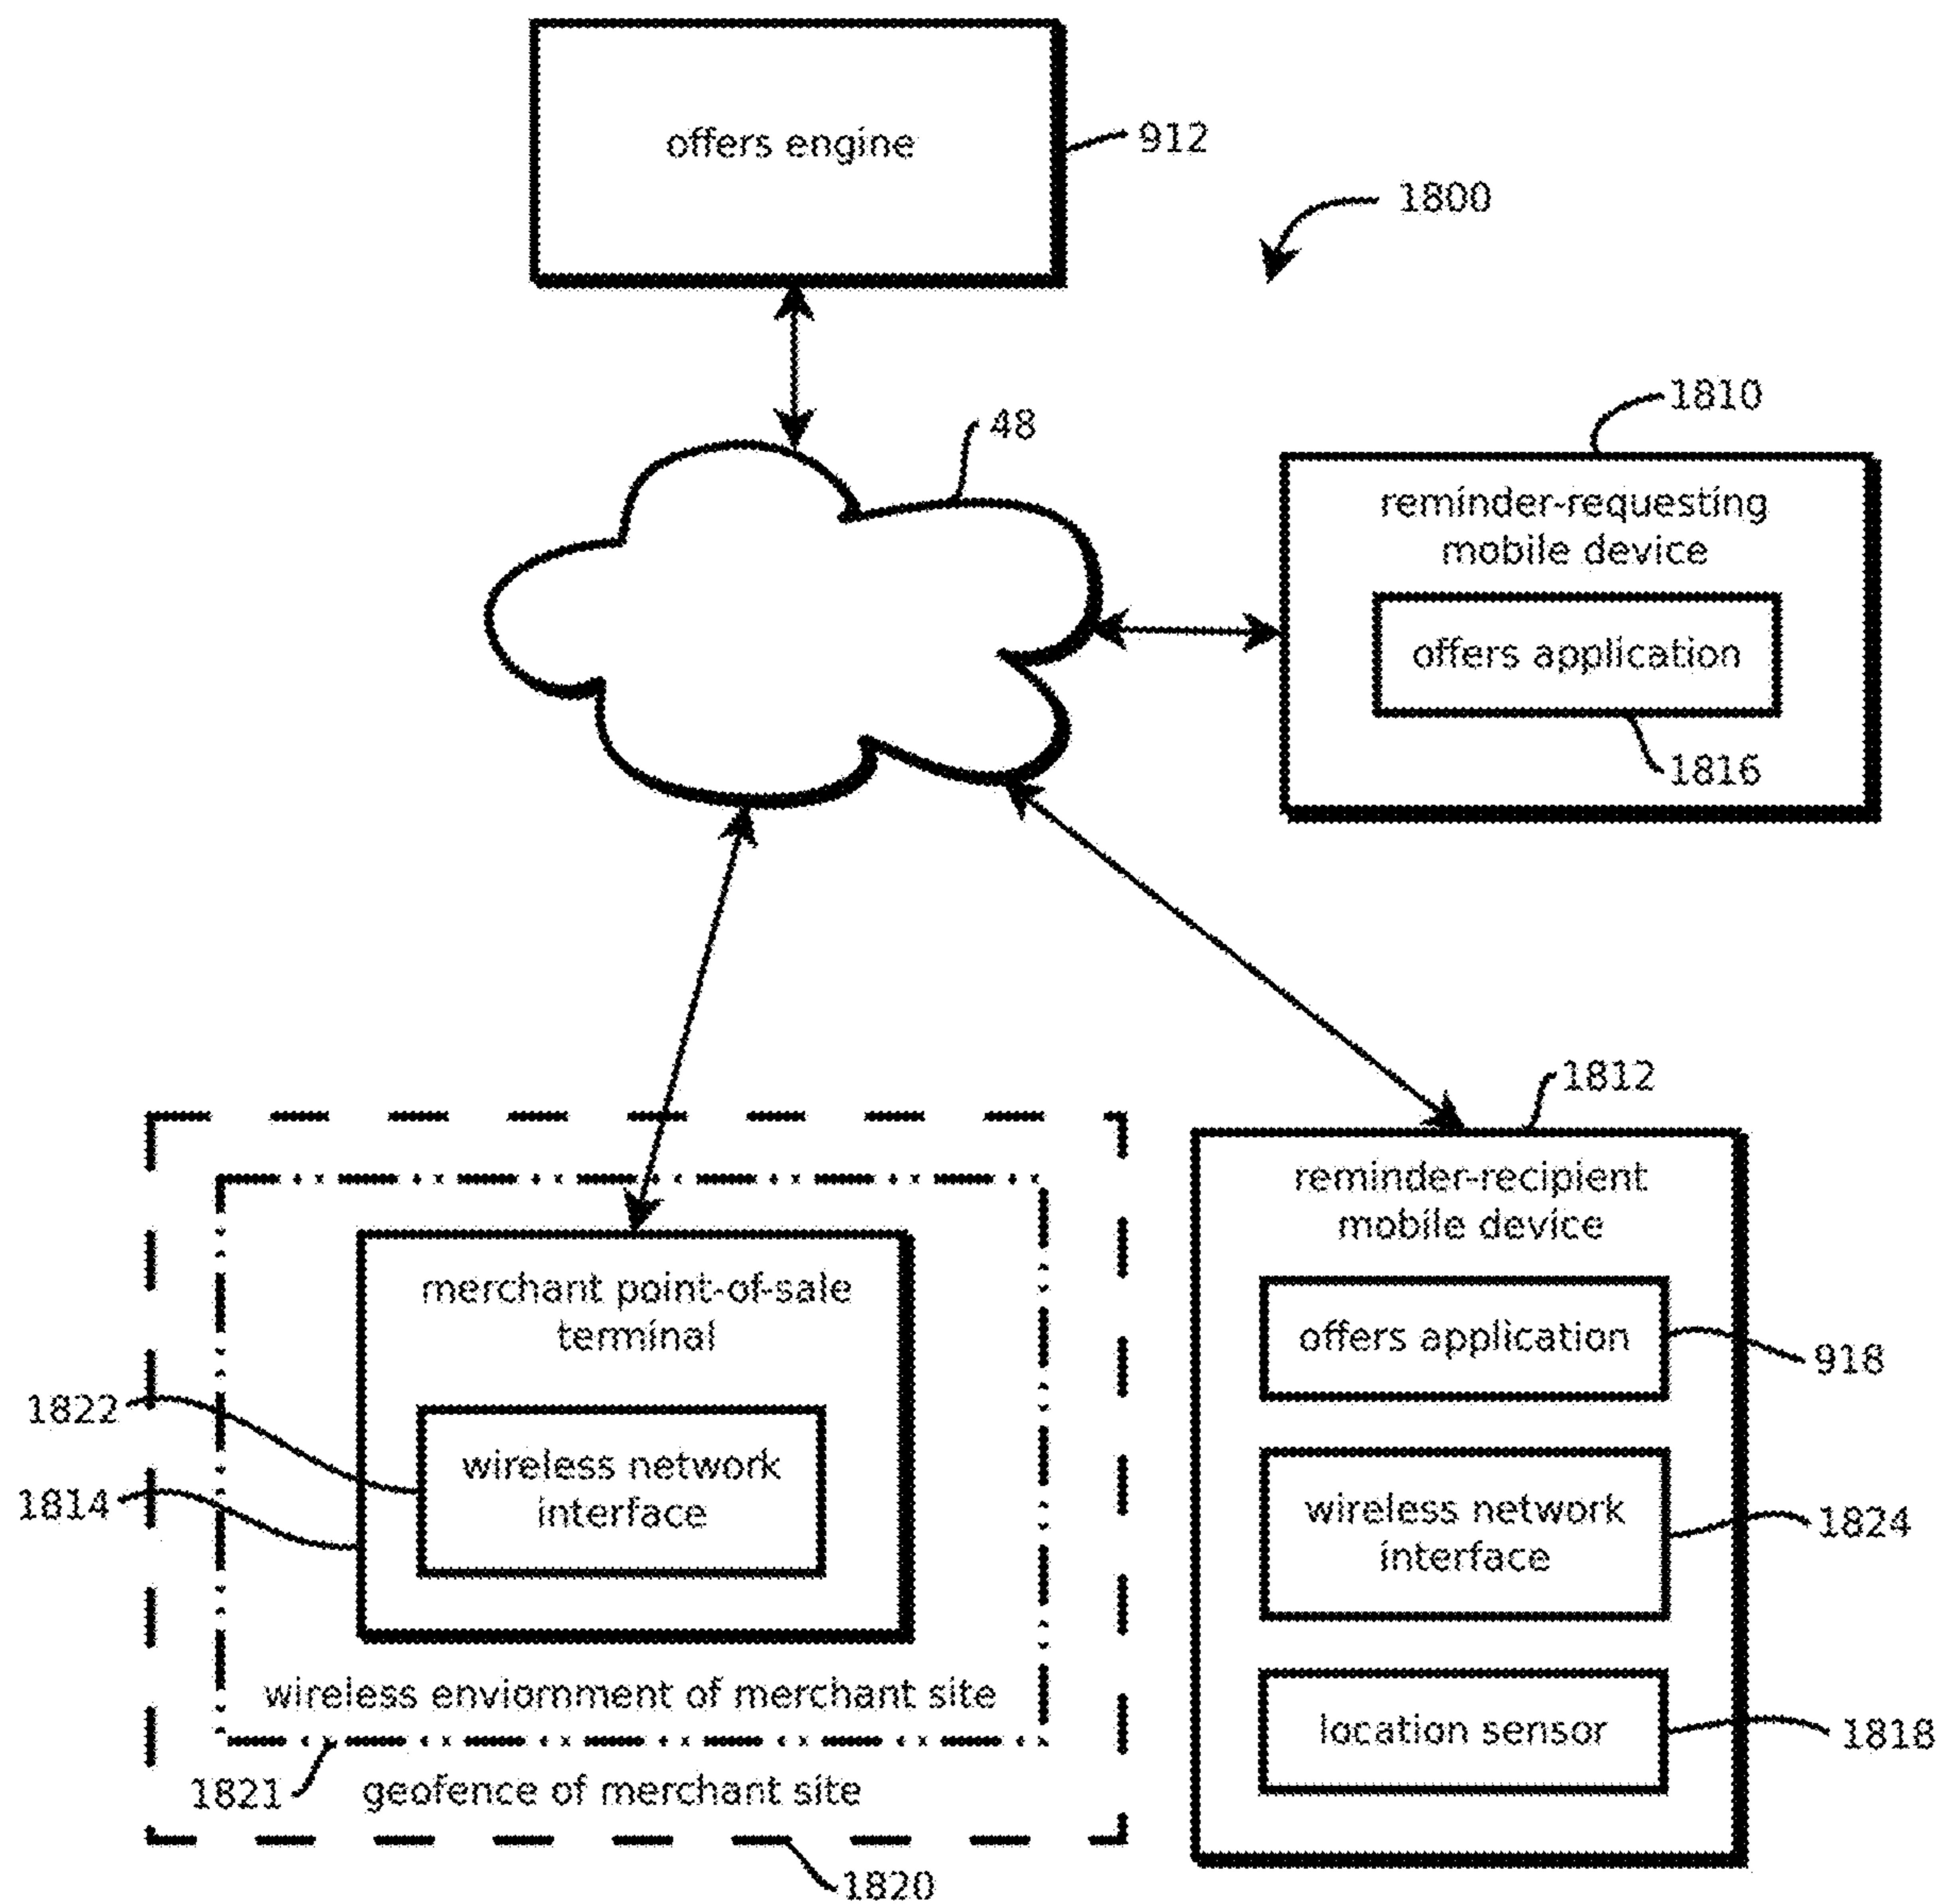 offers engine
912
1800
48
1810
reminder-requesting
mobile device
offers application
1816
1812
reminder-recipient
mobile device
offers application
918
wireless network
interface
1824
location sensor
1818
merchant point-of-sale
terminal
1822
wireless network
interface
1814
wireless enviornment of merchant site
1821
geofence of merchant site
1820